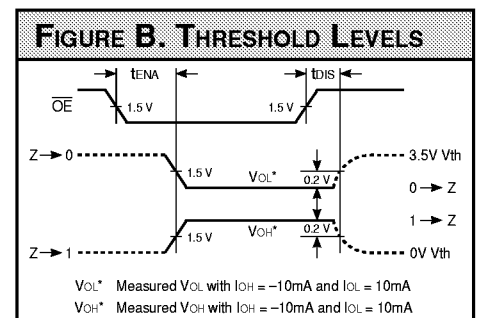 FIGURE B. THRESHOLD LEVELS
tENA tDIS
OE 1.5 V 1.5 V
Z→0 3.5V Vth
1.5 V VOL* 0.2 V
0→Z
1→Z
1.5 V VOH* 0.2 V
Z→1 0V Vth
VOL* Measured VOL with IOH = –10mA and IOL = 10mA
VOH* Measured VOH with IOH = –10mA and IOL = 10mA